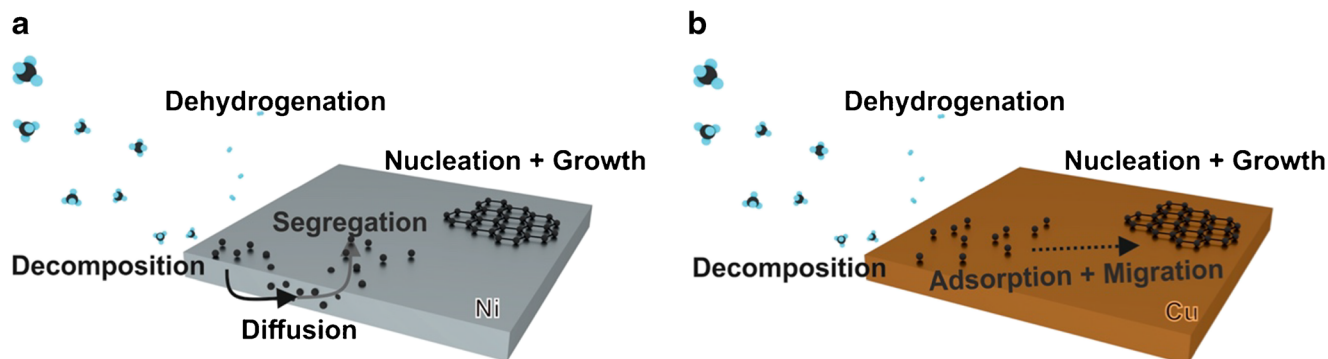 a
Dehydrogenation
Nucleation + Growth
Segregation
Decomposition
Ni
Diffusion
b
Dehydrogenation
Nucleation + Growth
Decomposition
Adsorption + Migration
Cu